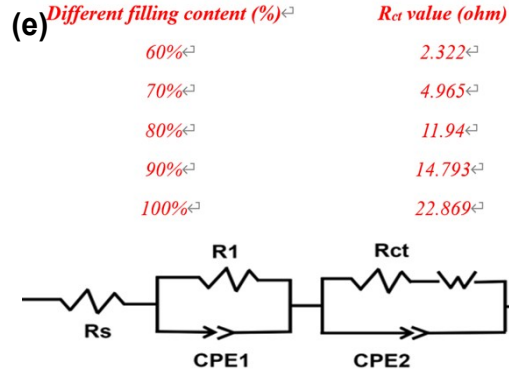 (e) Different filling content (%)↵ Rct value (ohm)
60%↵ 2.322↵
70%↵ 4.965↵
80%↵ 11.94↵
90%↵ 14.793↵
100%↵ 22.869↵
R1 Rct W
Rs
CPE1 CPE2